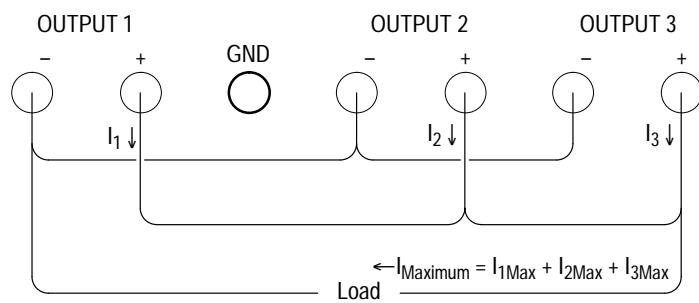 OUTPUT 1 OUTPUT 2 OUTPUT 3
GND
− + − + − +
I1 ↓ I2 ↓ I3 ↓
←IMaximum = I1Max + I2Max + I3Max
Load